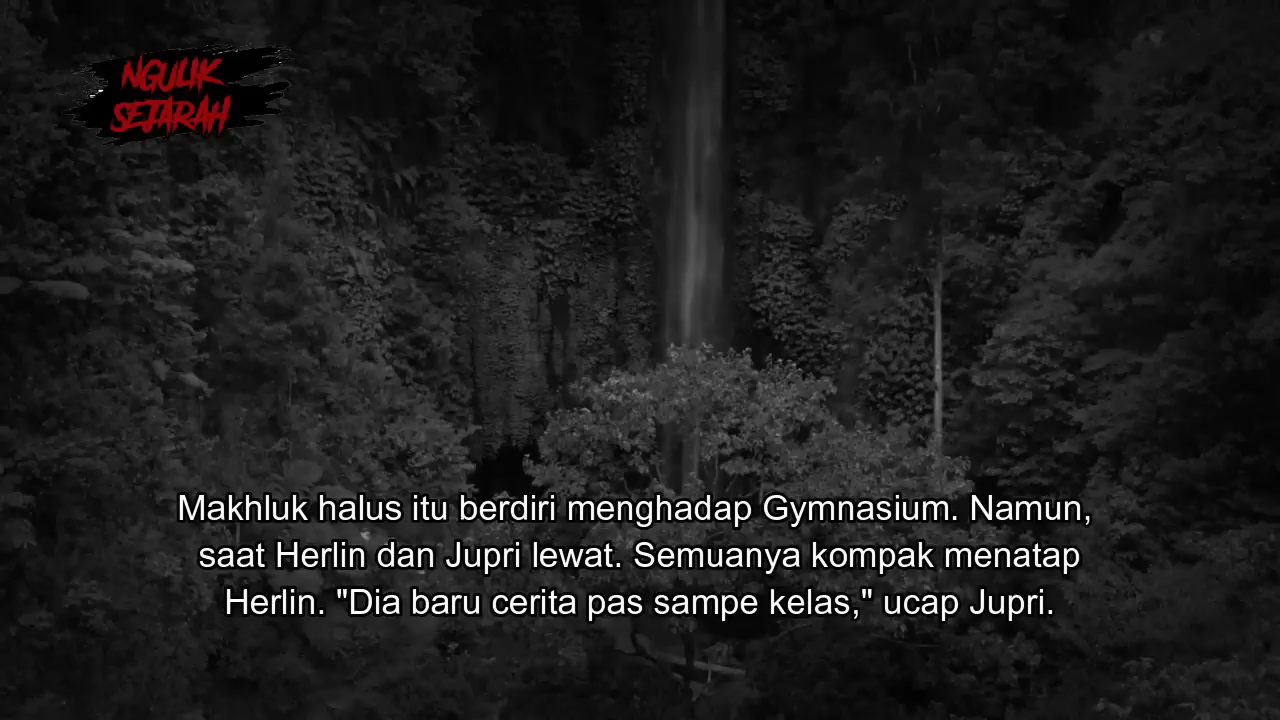 NGULIK
SEJARAH
Makhluk halus itu berdiri menghadap Gymnasium. Namun,
saat Herlin dan Jupri lewat. Semuanya kompak menatap
Herlin. "Dia baru cerita pas sampe kelas," ucap Jupri.